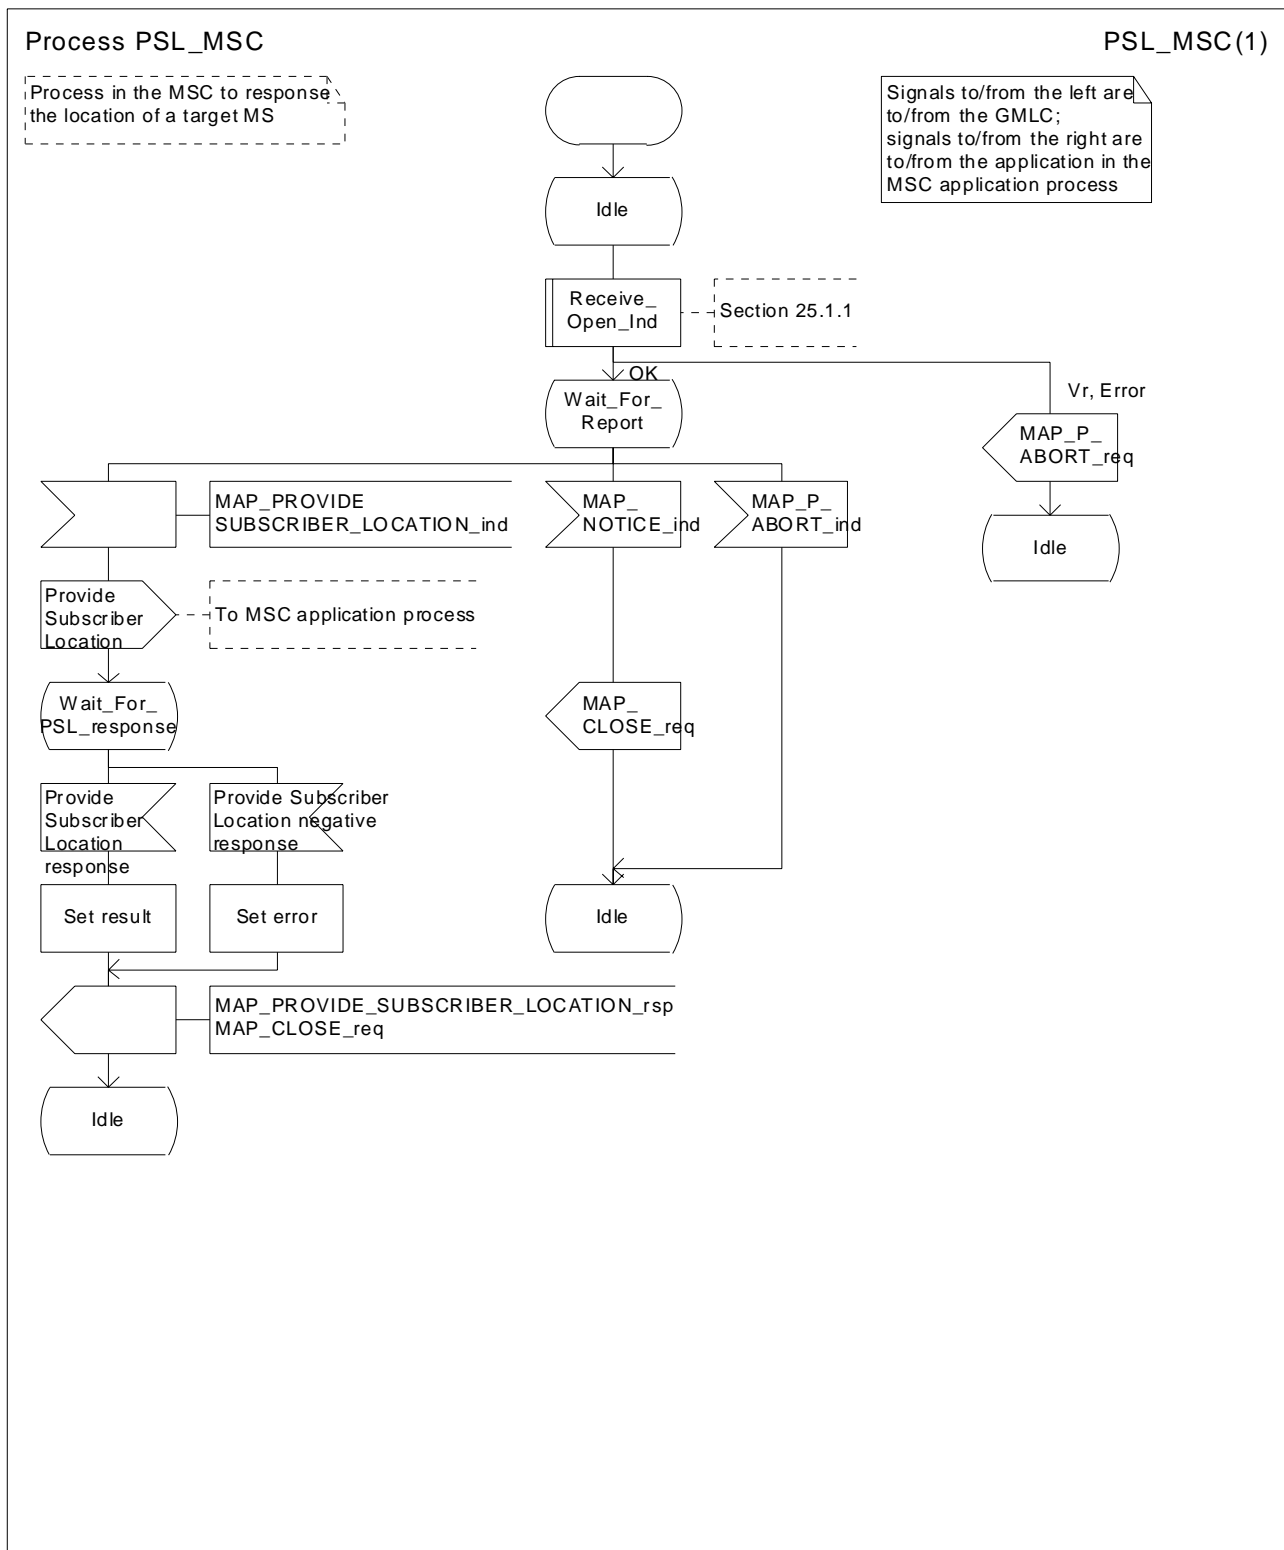 Process PSL_MSC
PSL_MSC(1)
Process in the MSC to response
the location of a target MS
Signals to/from the left are
to/from the GMLC;
signals to/from the right are
to/from the application in the
MSC application process
Idle
Receive_
Open_Ind
Section 25.1.1
OK
Vr, Error
Wait_For_
Report
MAP_P_
ABORT_req
Idle
MAP_PROVIDE
SUBSCRIBER_LOCATION_ind
MAP_
NOTICE_ind
MAP_P_
ABORT_ind
Provide
Subscriber
Location
To MSC application process
Wait_For_
PSL_response
MAP_
CLOSE_req
Provide
Subscriber
Location
response
Provide Subscriber
Location negative
response
Set result
Set error
Idle
MAP_PROVIDE_SUBSCRIBER_LOCATION_rsp
MAP_CLOSE_req
Idle